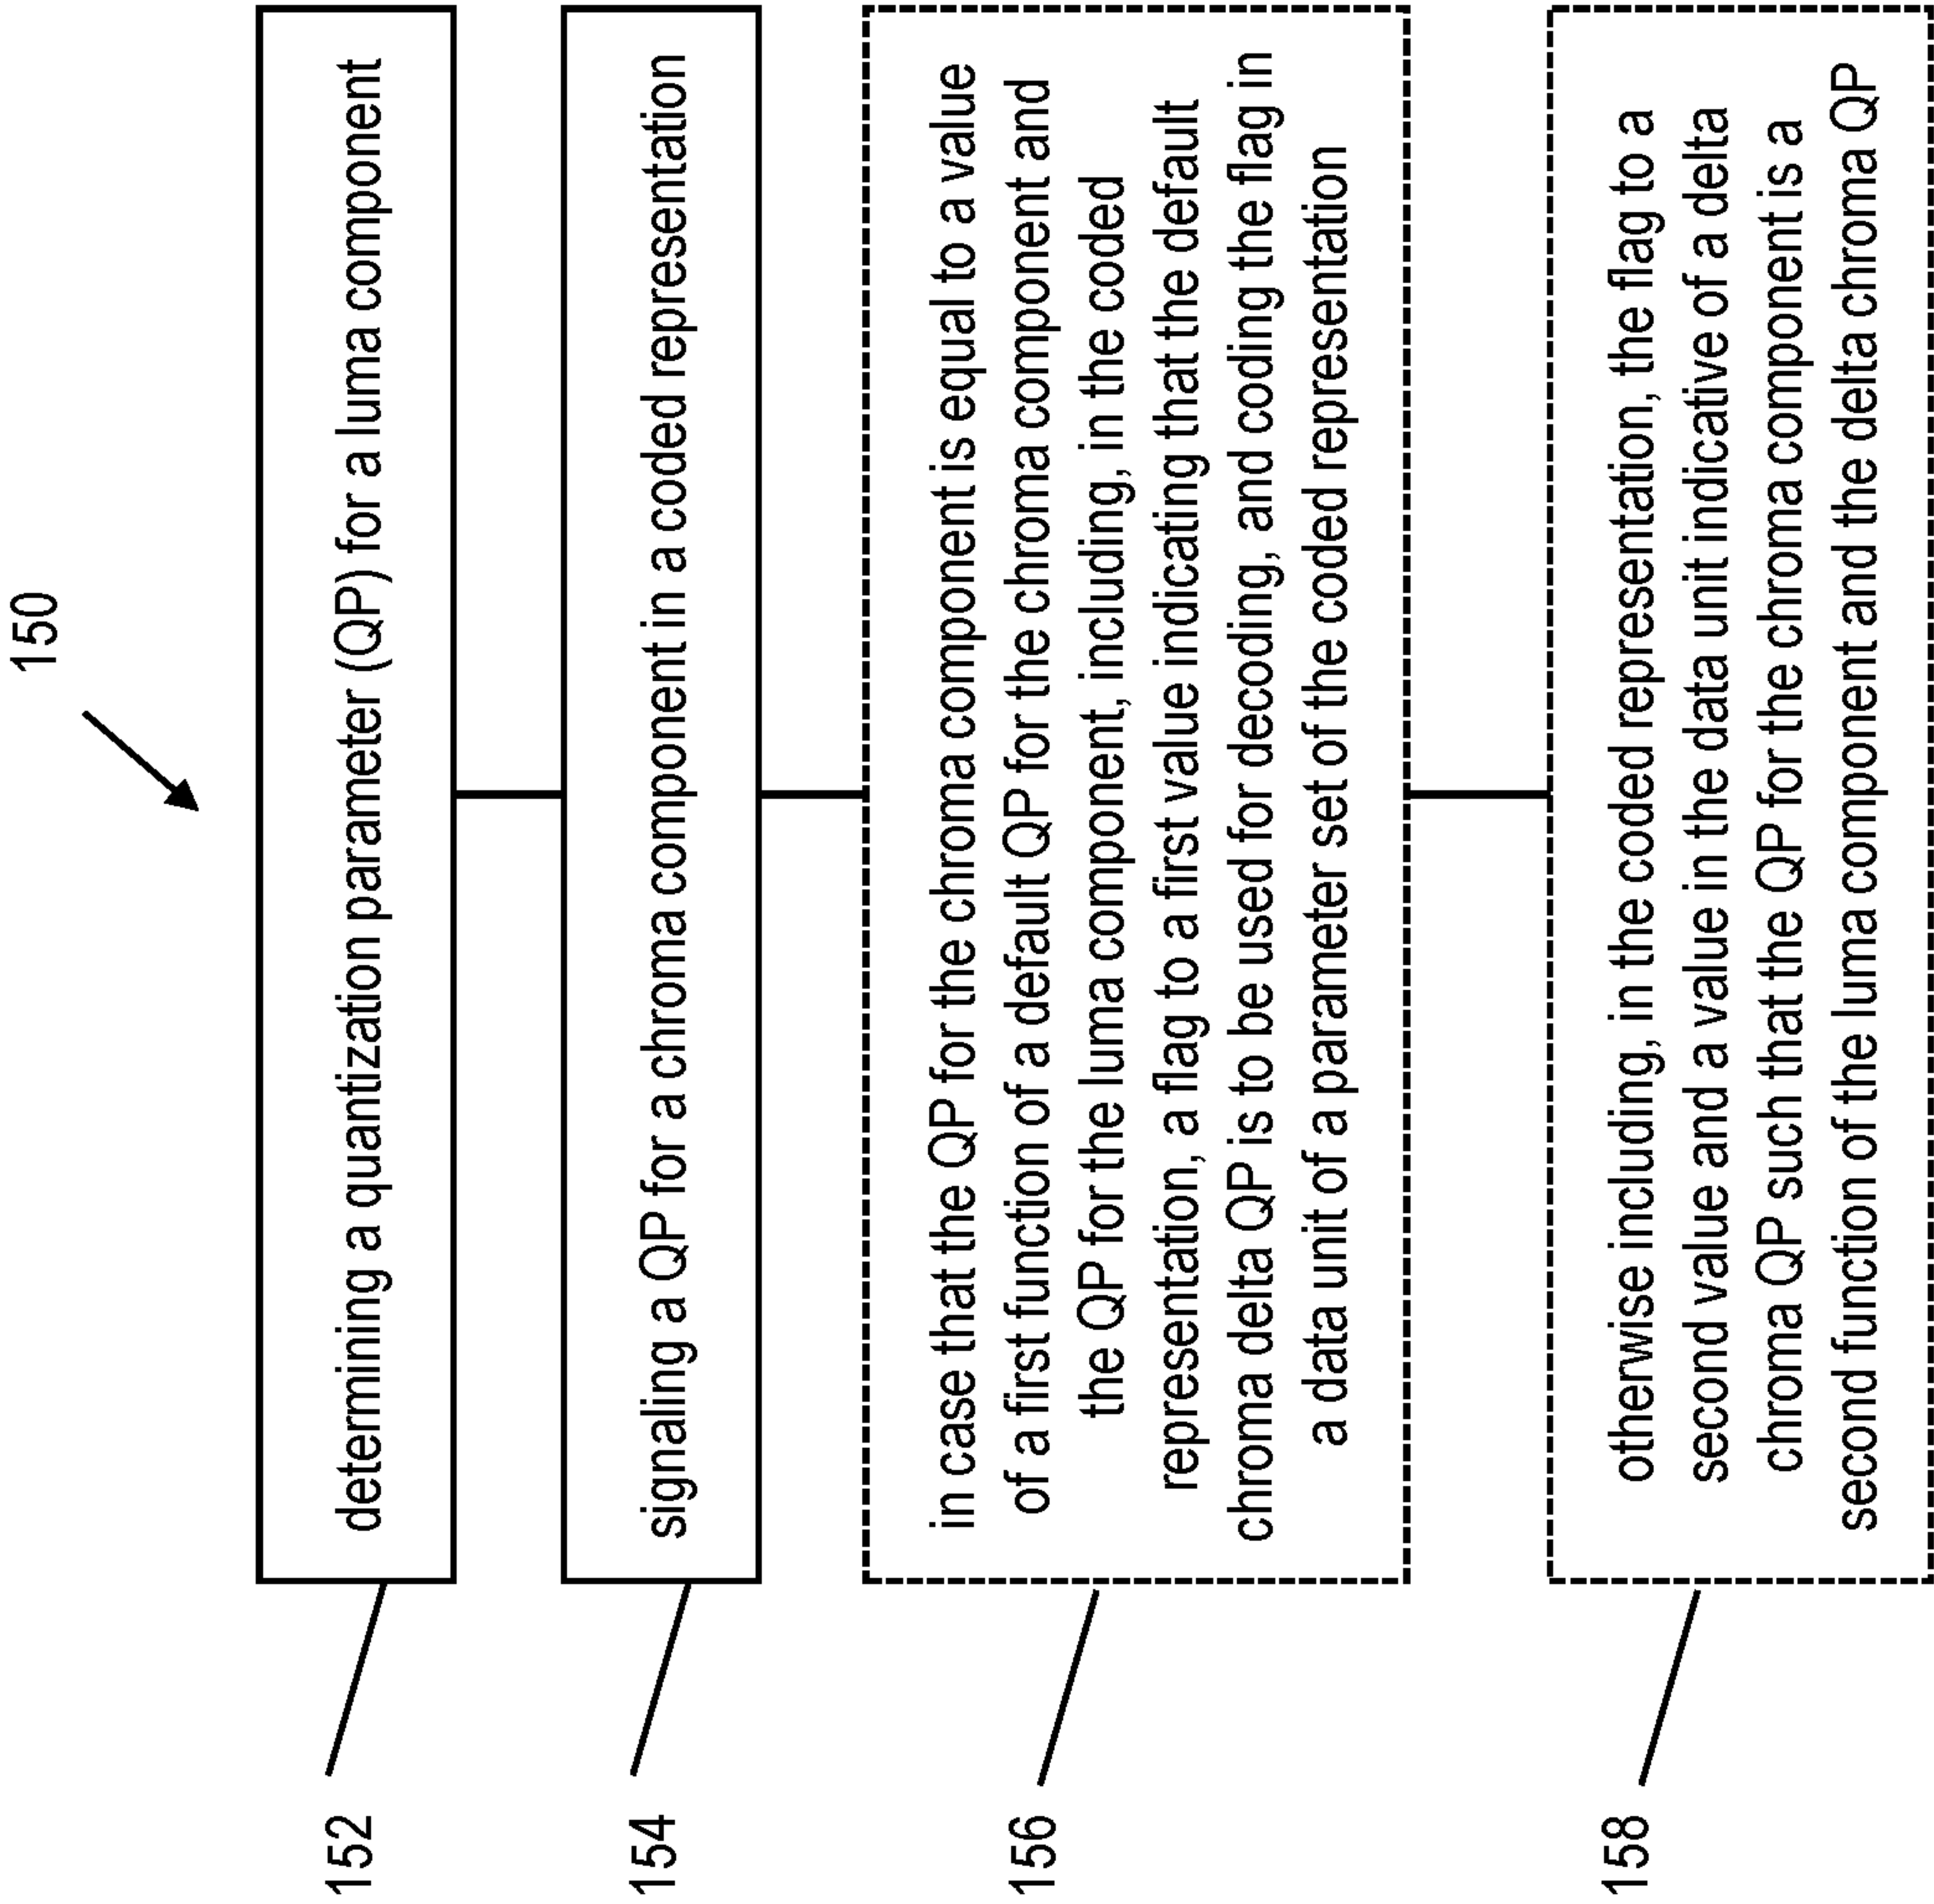 150
152
determining a quantization parameter (QP) for a luma component
154
signaling a QP for a chroma component in a coded representation
156
in case that the QP for the chroma component is equal to a value
of a first function of a default QP for the chroma component and
the QP for the luma component, including, in the coded
representation, a flag to a first value indicating that the default
chroma delta QP is to be used for decoding, and coding the flag in
a data unit of a parameter set of the coded representation
158
otherwise including, in the coded representation, the flag to a
second value and a value in the data unit indicative of a delta
chroma QP such that the QP for the chroma component is a
second function of the luma component and the delta chroma QP